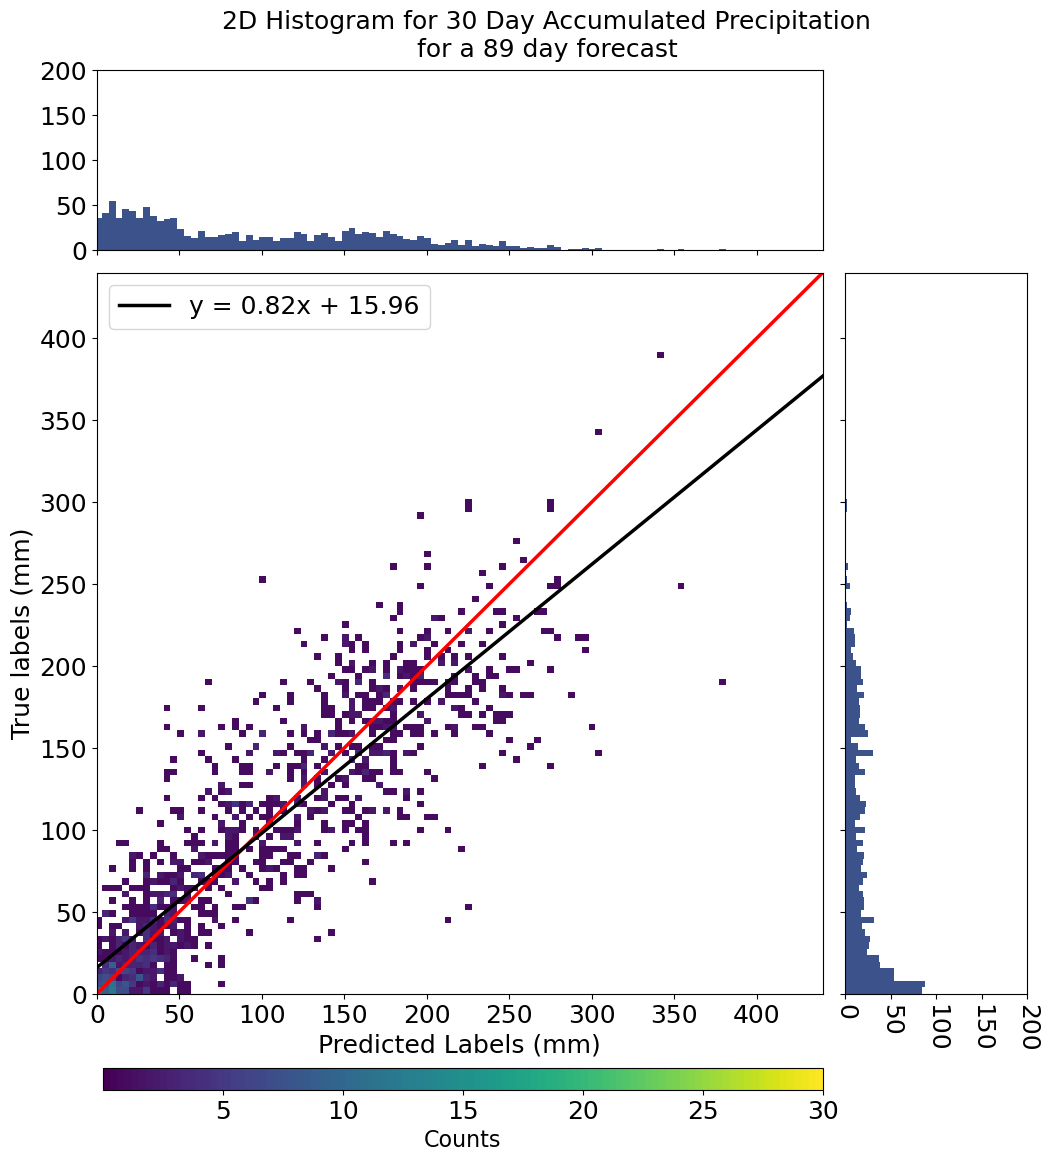 2D Histogram for 30 Day Accumulated Precipitation
for a 89 day forecast
200
150
100
50
0
y = 0.82x + 15.96
400
350
300
250
200
150
100
50
0
True labels (mm)
0 50 100 150 200 250 300 350 400
Predicted Labels (mm)
0 50 100 150 200
5 10 15 20 25 30
Counts